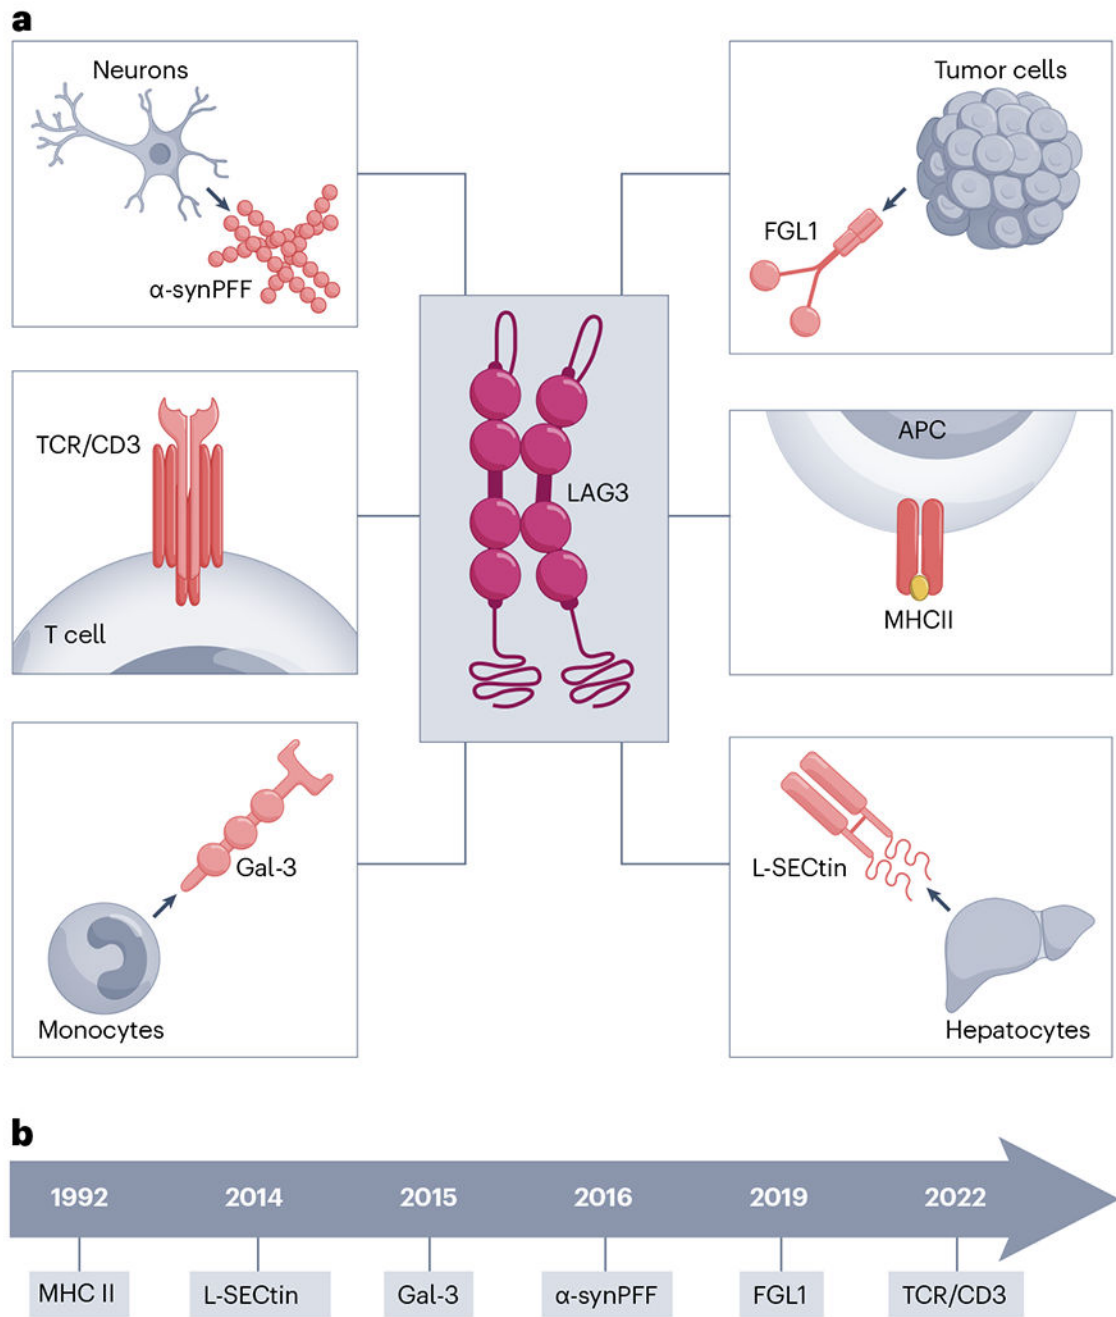 a
Neurons
α-synPFF
Tumor cells
FGL1
TCR/CD3
T cell
LAG3
APC
MHCII
Gal-3
Monocytes
L-SECtin
Hepatocytes
b
1992 2014 2015 2016 2019 2022
MHC II L-SECtin Gal-3 α-synPFF FGL1 TCR/CD3